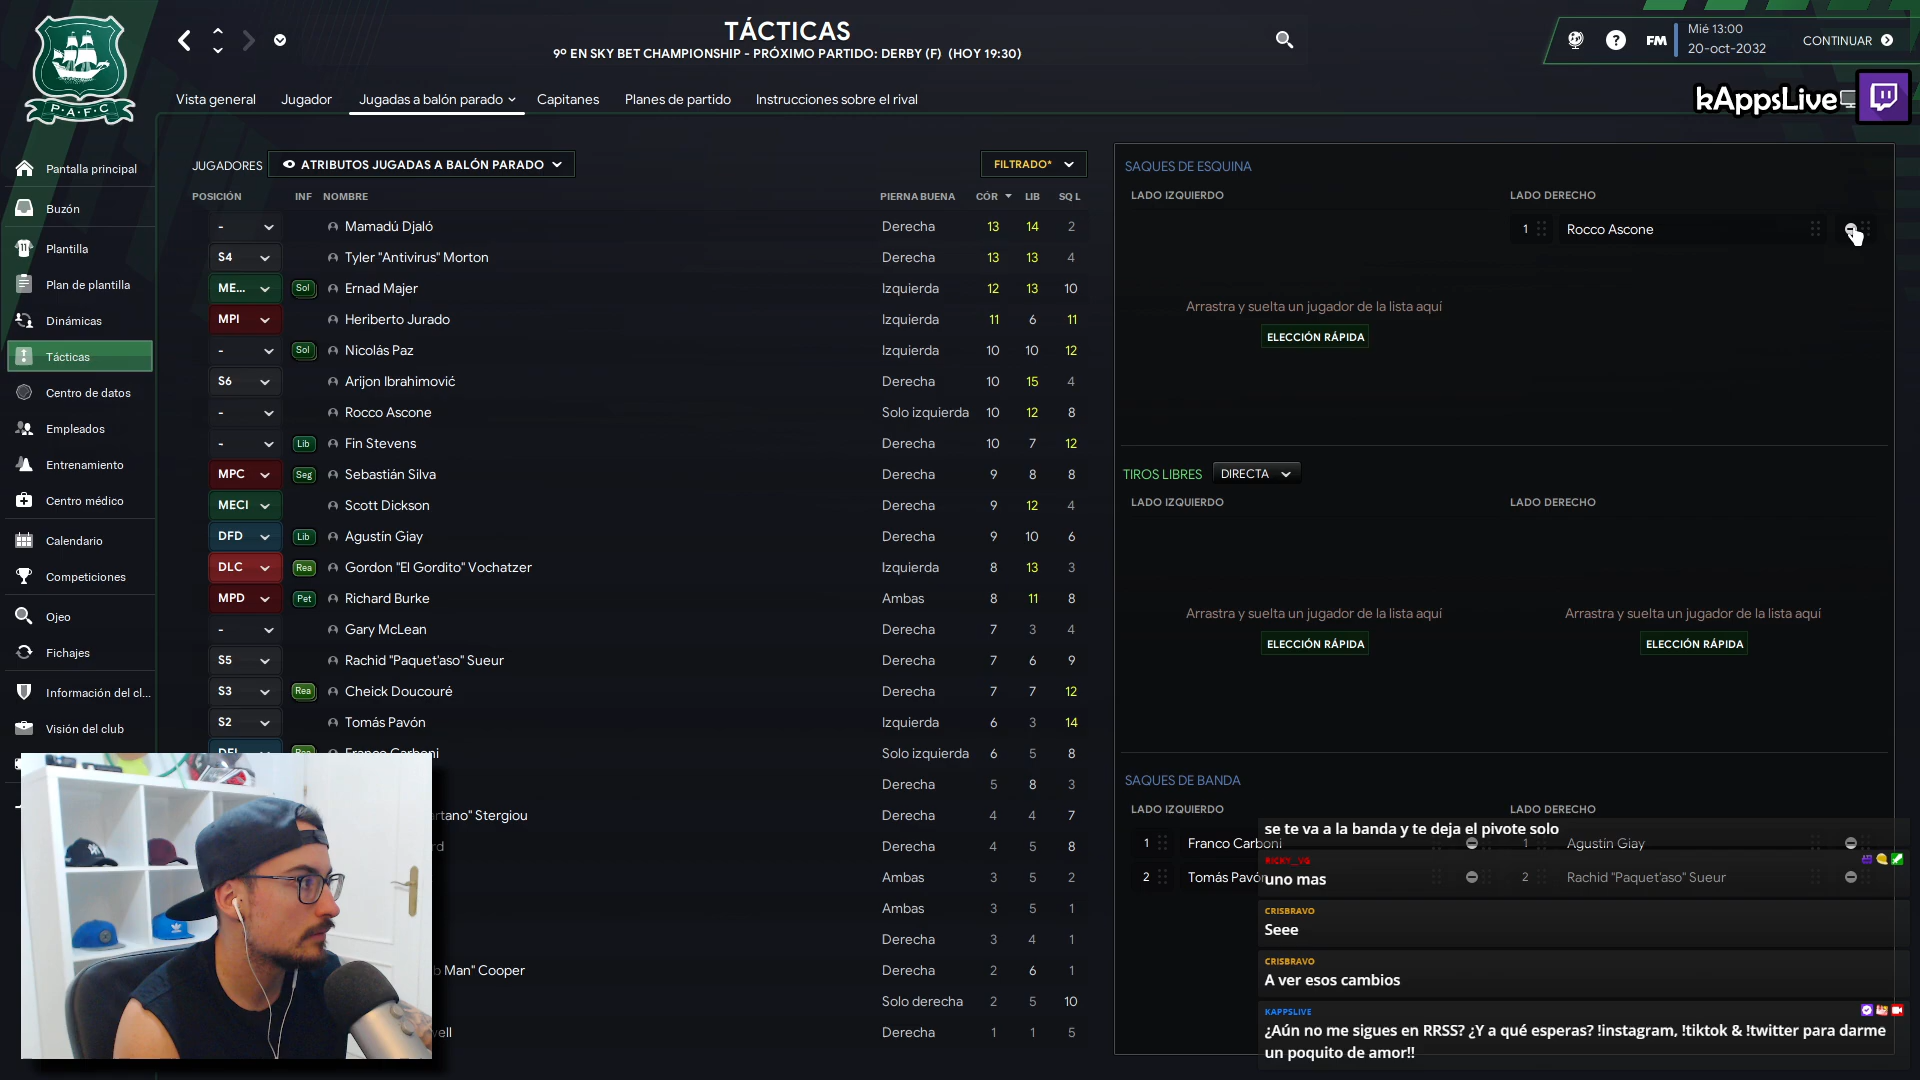 TÁCTICAS
9º EN SKY BET CHAMPIONSHIP - PRÓXIMO PARTIDO: DERBY (F) (HOY 19:30)
FM
Mié 13:00
20-oct-2032
CONTINUAR
P·A·F·C
Vista general Jugador Jugadas a balón parado Capitanes Planes de partido Instrucciones sobre el rival
kAppsLive
Pantalla principal
Buzón
Plantilla
Plan de plantilla
Dinámicas
Tácticas
Centro de datos
Empleados
Entrenamiento
Centro médico
Calendario
Competiciones
Ojeo
Fichajes
Información del cl...
Visión del club
JUGADORES ATRIBUTOS JUGADAS A BALÓN PARADO FILTRADO*
POSICIÓN INF NOMBRE PIERNA BUENA CÓR LIB SQ L
- Mamadú Djaló Derecha 13 14 2
S4 Tyler "Antivirus" Morton Derecha 13 13 4
ME... Sol Ernad Majer Izquierda 12 13 10
MPI Heriberto Jurado Izquierda 11 6 11
- Sol Nicolás Paz Izquierda 10 10 12
S6 Arijon Ibrahimović Derecha 10 15 4
- Rocco Ascone Solo izquierda 10 12 8
- Lib Fin Stevens Derecha 10 7 12
MPC Seg Sebastián Silva Derecha 9 8 8
MECI Scott Dickson Derecha 9 12 4
DFD Lib Agustín Giay Derecha 9 10 6
DLC Rea Gordon "El Gordito" Vochatzer Izquierda 8 13 3
MPD Pet Richard Burke Ambas 8 11 8
- Gary McLean Derecha 7 3 4
S5 Rachid "Paquet'aso" Sueur Derecha 7 6 9
S3 Rea Cheick Doucouré Derecha 7 7 12
S2 Tomás Pavón Izquierda 6 3 14
DFI Rea Franco Carboni Solo izquierda 6 5 8
Derecha 5 8 3
rtano" Stergiou Derecha 4 4 7
rd Derecha 4 5 8
Ambas 3 5 2
Ambas 3 5 1
Derecha 3 4 1
b Man" Cooper Derecha 2 6 1
Solo derecha 2 5 10
ell Derecha 1 1 5
SAQUES DE ESQUINA
LADO IZQUIERDO LADO DERECHO
1 Rocco Ascone
Arrastra y suelta un jugador de la lista aquí
ELECCIÓN RÁPIDA
TIROS LIBRES DIRECTA
LADO IZQUIERDO LADO DERECHO
Arrastra y suelta un jugador de la lista aquí Arrastra y suelta un jugador de la lista aquí
ELECCIÓN RÁPIDA ELECCIÓN RÁPIDA
SAQUES DE BANDA
LADO IZQUIERDO LADO DERECHO
1 Franco Carboni 1 Agustín Giay
2 Tomás Pavón 2 Rachid "Paquet'aso" Sueur
se te va a la banda y te deja el pivote solo
RICKY__VG
uno mas
CRISBRAVO
Seee
CRISBRAVO
A ver esos cambios
KAPPSLIVE
¿Aún no me sigues en RRSS? ¿Y a qué esperas? !instagram, !tiktok & !twitter para darme
un poquito de amor!!